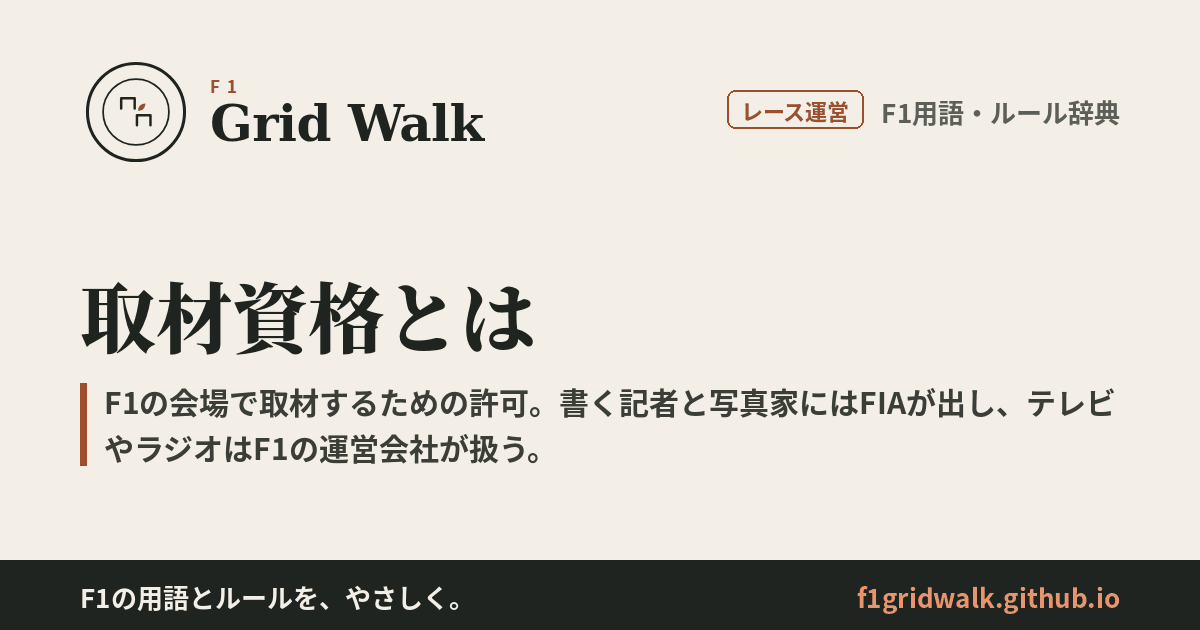 F1
Grid Walk
レース運営
F1用語・ルール辞典
取材資格とは
F1の会場で取材するための許可。書く記者と写真家にはFIAが出し、テレビ
やラジオはF1の運営会社が扱う。
F1の用語とルールを、やさしく。
f1gridwalk.github.io